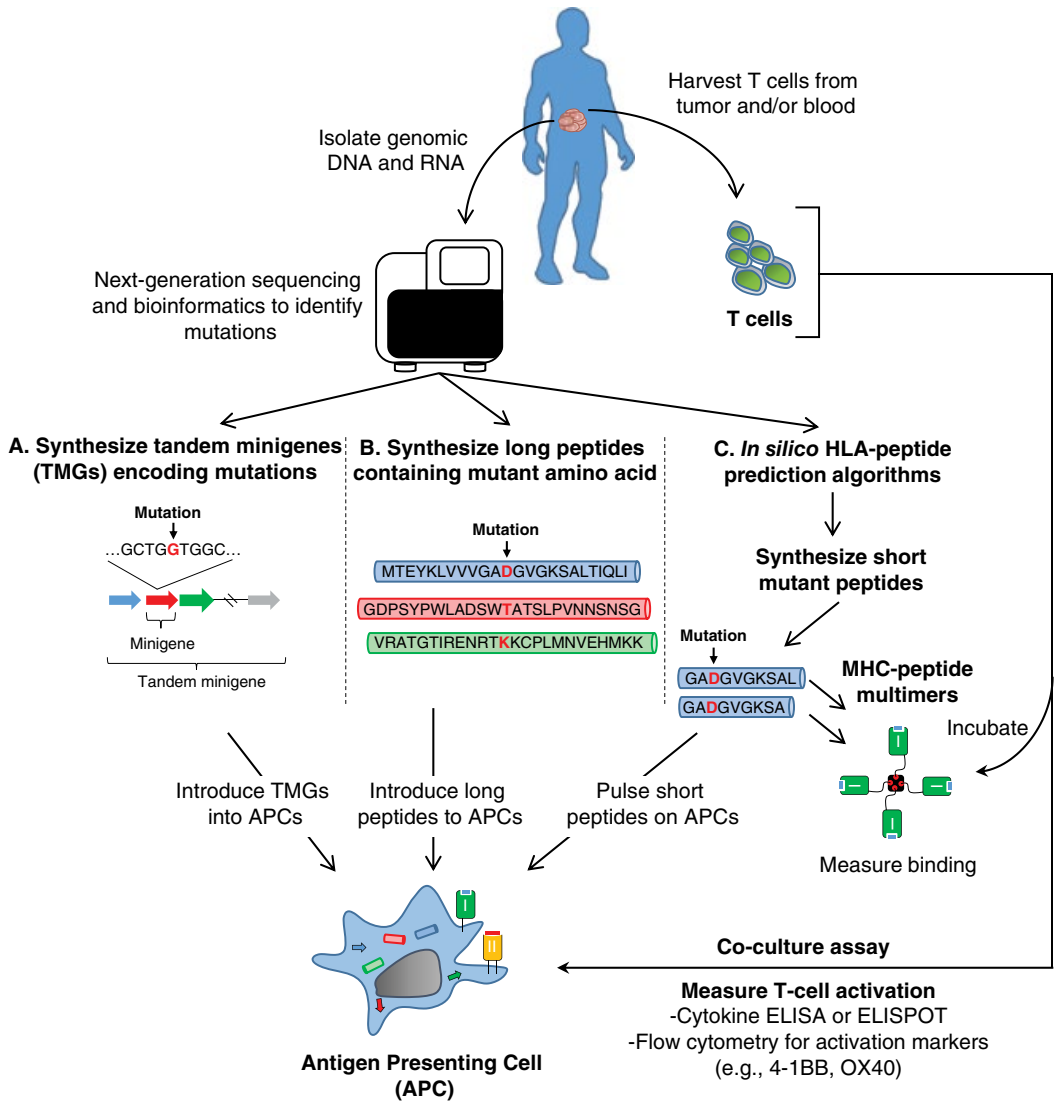 Harvest T cells from
tumor and/or blood
Isolate genomic
DNA and RNA
Next-generation sequencing
and bioinformatics to identify
mutations
T cells
A. Synthesize tandem minigenes
(TMGs) encoding mutations
Mutation
...GCTGGTGGC...
Minigene
Tandem minigene
B. Synthesize long peptides
containing mutant amino acid
Mutation
MTEYKLVVVGADGVGKSALTIQLI
GDPSYPWLADSWTATSLPVNNSNSG
VRATGTIRENRTKKCPLMNVEHMKK
C. In silico HLA-peptide
prediction algorithms
Synthesize short
mutant peptides
Mutation
GADGVGKSAL
GADGVGKSA
MHC-peptide
multimers
Incubate
I
I
I
I
Measure binding
Introduce TMGs
into APCs
Introduce long
peptides to APCs
Pulse short
peptides on APCs
I
II
Antigen Presenting Cell
(APC)
Co-culture assay
Measure T-cell activation
-Cytokine ELISA or ELISPOT
-Flow cytometry for activation markers
(e.g., 4-1BB, OX40)